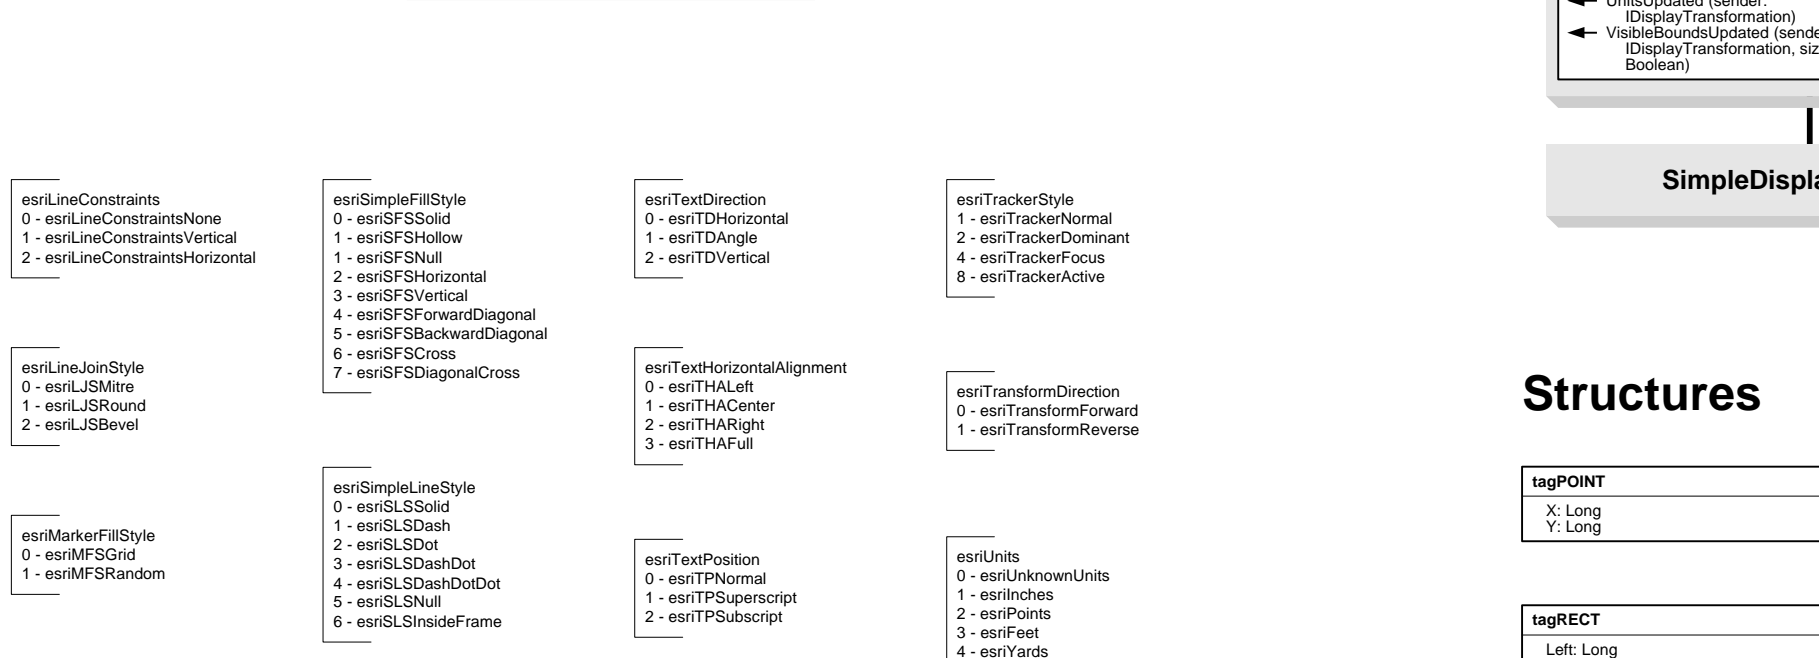 esriLineConstraints
0 - esriLineConstraintsNone
1 - esriLineConstraintsVertical
2 - esriLineConstraintsHorizontal
esriLineJoinStyle
0 - esriLJSMitre
1 - esriLJSRound
2 - esriLJSBevel
esriMarkerFillStyle
0 - esriMFSGrid
1 - esriMFSRandom
esriSimpleFillStyle
0 - esriSFSSolid
1 - esriSFSHollow
1 - esriSFSNull
2 - esriSFSHorizontal
3 - esriSFSVertical
4 - esriSFSForwardDiagonal
5 - esriSFSBackwardDiagonal
6 - esriSFSCross
7 - esriSFSDiagonalCross
esriSimpleLineStyle
0 - esriSLSSolid
1 - esriSLSDash
2 - esriSLSDot
3 - esriSLSDashDot
4 - esriSLSDashDotDot
5 - esriSLSNull
6 - esriSLSInsideFrame
esriTextDirection
0 - esriTDHorizontal
1 - esriTDAngle
2 - esriTDVertical
esriTextHorizontalAlignment
0 - esriTHALeft
1 - esriTHACenter
2 - esriTHARight
3 - esriTHAFull
esriTextPosition
0 - esriTPNormal
1 - esriTPSuperscript
2 - esriTPSubscript
esriTrackerStyle
1 - esriTrackerNormal
2 - esriTrackerDominant
4 - esriTrackerFocus
8 - esriTrackerActive
esriTransformDirection
0 - esriTransformForward
1 - esriTransformReverse
esriUnits
0 - esriUnknownUnits
1 - esriInches
2 - esriPoints
3 - esriFeet
4 - esriYards
UnitsUpdated (sender:
IDisplayTransformation)
VisibleBoundsUpdated (sende
IDisplayTransformation, siz
Boolean)
SimpleDispla
Structures
tagPOINT
X: Long
Y: Long
tagRECT
Left: Long